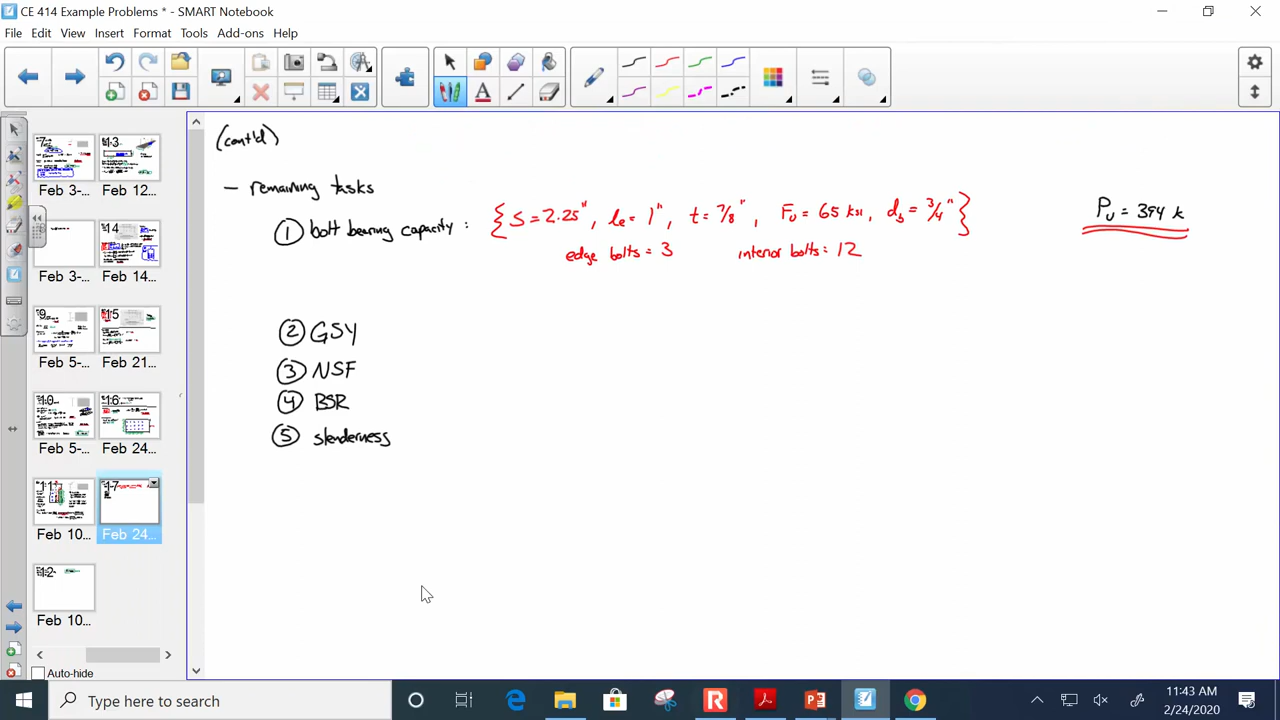 CE 414 Example Problems * - SMART Notebook
File Edit View Insert Format Tools Add-ons Help
(cont'd)
– remaining tasks
① bolt bearing capacity : { S = 2.25", le = 1", t = 7/8", Fu = 65 ksi, db = 3/4" }
Pu = 394 k
edge bolts = 3 interior bolts = 12
② GSY
③ NSF
④ BSR
⑤ slenderness
Feb 3-... Feb 12...
Feb 3-... Feb 14...
Feb 5-... Feb 21...
Feb 5-... Feb 24...
Feb 10... Feb 24...
Feb 10...
Auto-hide
Type here to search
11:43 AM
2/24/2020